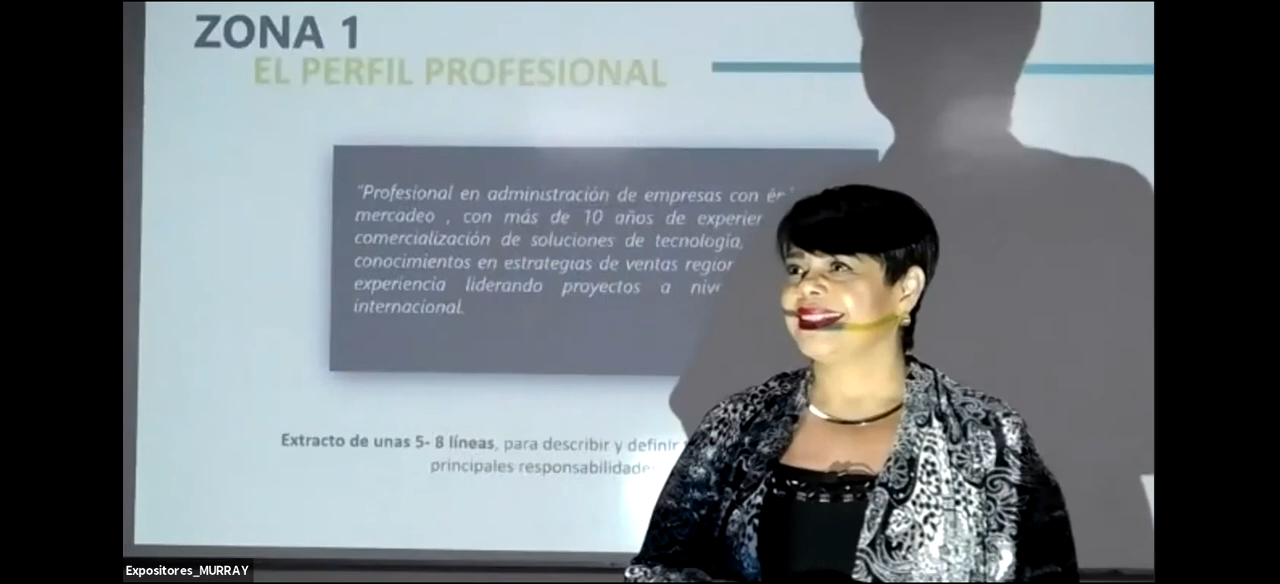 ZONA 1
EL PERFIL PROFESIONAL
"Profesional en administración de empresas con
mercadeo , con más de 10 años de
comercialización de soluciones de tecnología,
conocimientos en estrategias de ventas
experiencia liderando proyectos a
internacional.
Extracto de unas 5- 8 líneas, para describir y definir
principales
Expositores_MURRAY